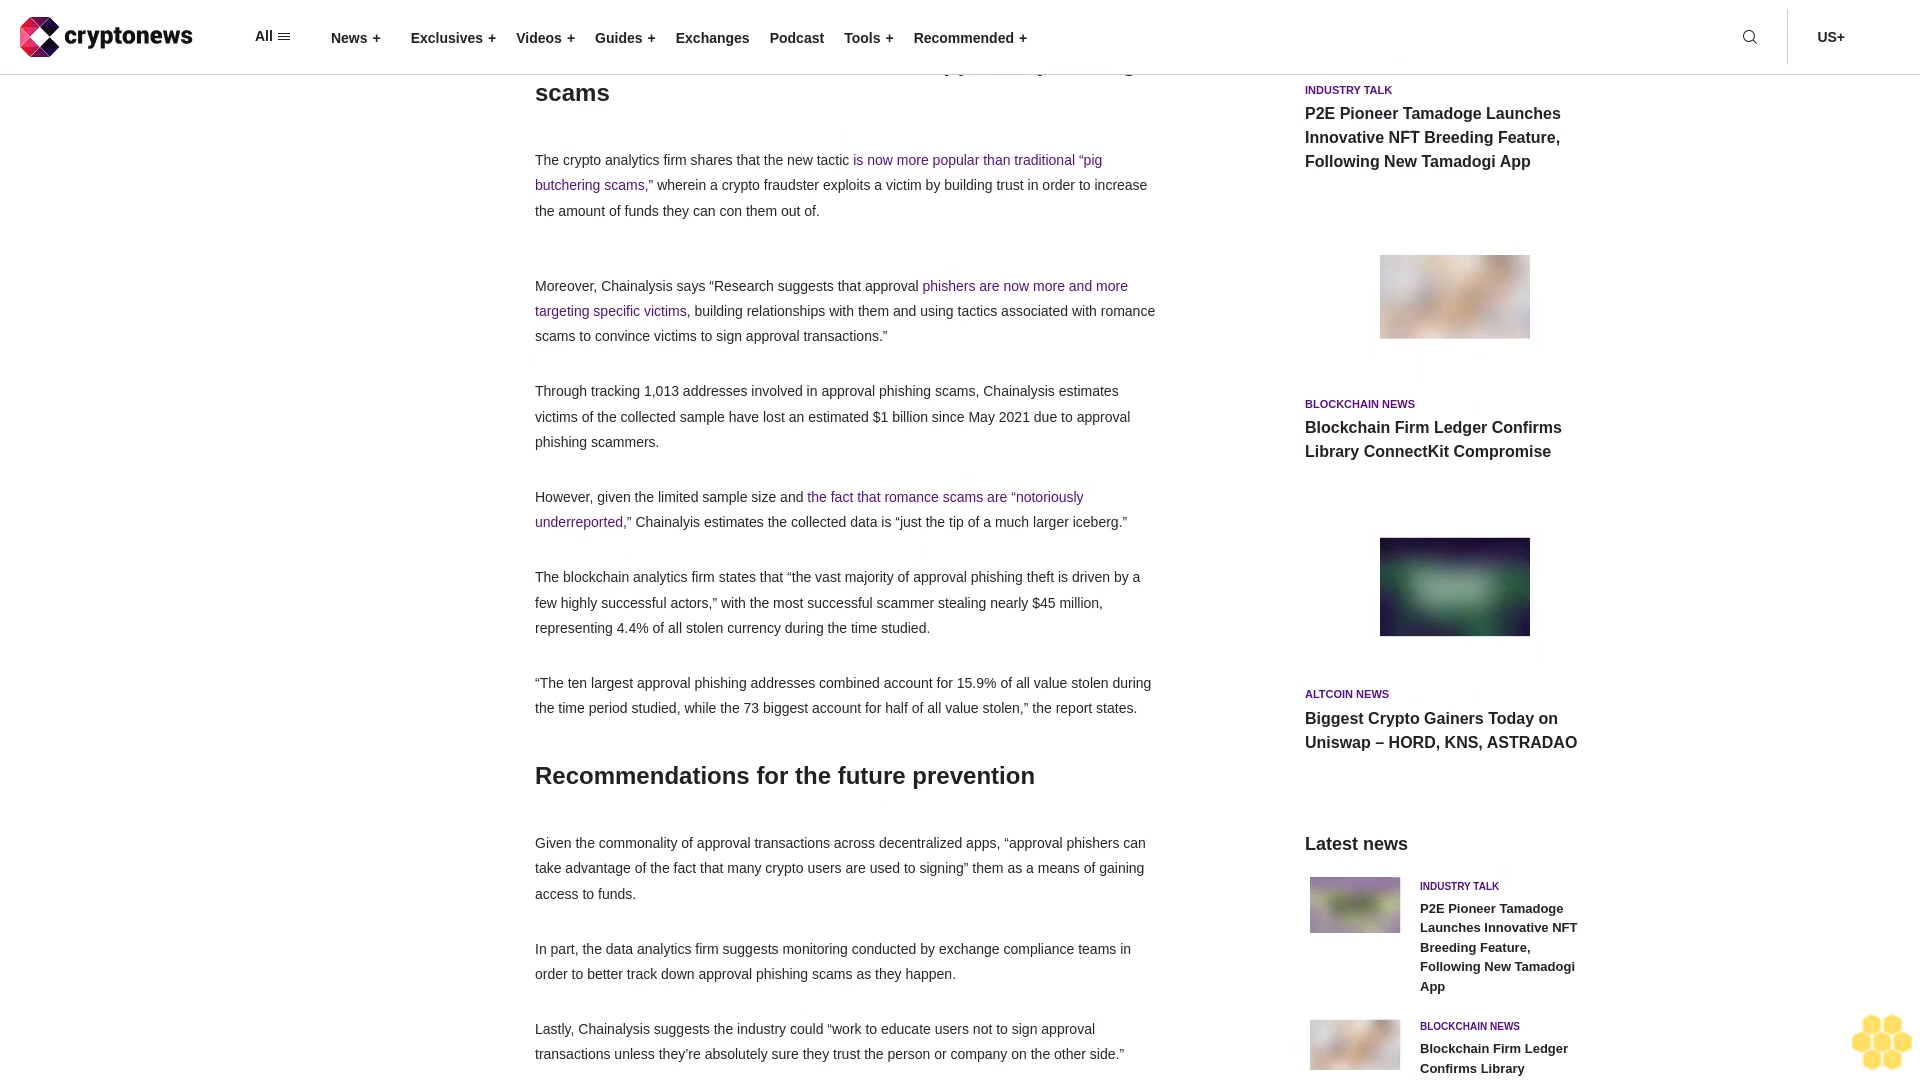 cryptonews
All
News +
Exclusives +
Videos +
Guides +
Exchanges
Podcast
Tools +
Recommended +
US+
scams
The crypto analytics firm shares that the new tactic is now more popular than traditional “pig
butchering scams,” wherein a crypto fraudster exploits a victim by building trust in order to increase
the amount of funds they can con them out of.
Moreover, Chainalysis says “Research suggests that approval phishers are now more and more
targeting specific victims, building relationships with them and using tactics associated with romance
scams to convince victims to sign approval transactions.”
Through tracking 1,013 addresses involved in approval phishing scams, Chainalysis estimates
victims of the collected sample have lost an estimated $1 billion since May 2021 due to approval
phishing scammers.
However, given the limited sample size and the fact that romance scams are “notoriously
underreported,” Chainalyis estimates the collected data is “just the tip of a much larger iceberg.”
The blockchain analytics firm states that “the vast majority of approval phishing theft is driven by a
few highly successful actors,” with the most successful scammer stealing nearly $45 million,
representing 4.4% of all stolen currency during the time studied.
“The ten largest approval phishing addresses combined account for 15.9% of all value stolen during
the time period studied, while the 73 biggest account for half of all value stolen,” the report states.
Recommendations for the future prevention
Given the commonality of approval transactions across decentralized apps, “approval phishers can
take advantage of the fact that many crypto users are used to signing” them as a means of gaining
access to funds.
In part, the data analytics firm suggests monitoring conducted by exchange compliance teams in
order to better track down approval phishing scams as they happen.
Lastly, Chainalysis suggests the industry could “work to educate users not to sign approval
transactions unless they’re absolutely sure they trust the person or company on the other side.”
INDUSTRY TALK
P2E Pioneer Tamadoge Launches
Innovative NFT Breeding Feature,
Following New Tamadogi App
BLOCKCHAIN NEWS
Blockchain Firm Ledger Confirms
Library ConnectKit Compromise
ALTCOIN NEWS
Biggest Crypto Gainers Today on
Uniswap – HORD, KNS, ASTRADAO
Latest news
INDUSTRY TALK
P2E Pioneer Tamadoge
Launches Innovative NFT
Breeding Feature,
Following New Tamadogi
App
BLOCKCHAIN NEWS
Blockchain Firm Ledger
Confirms Library